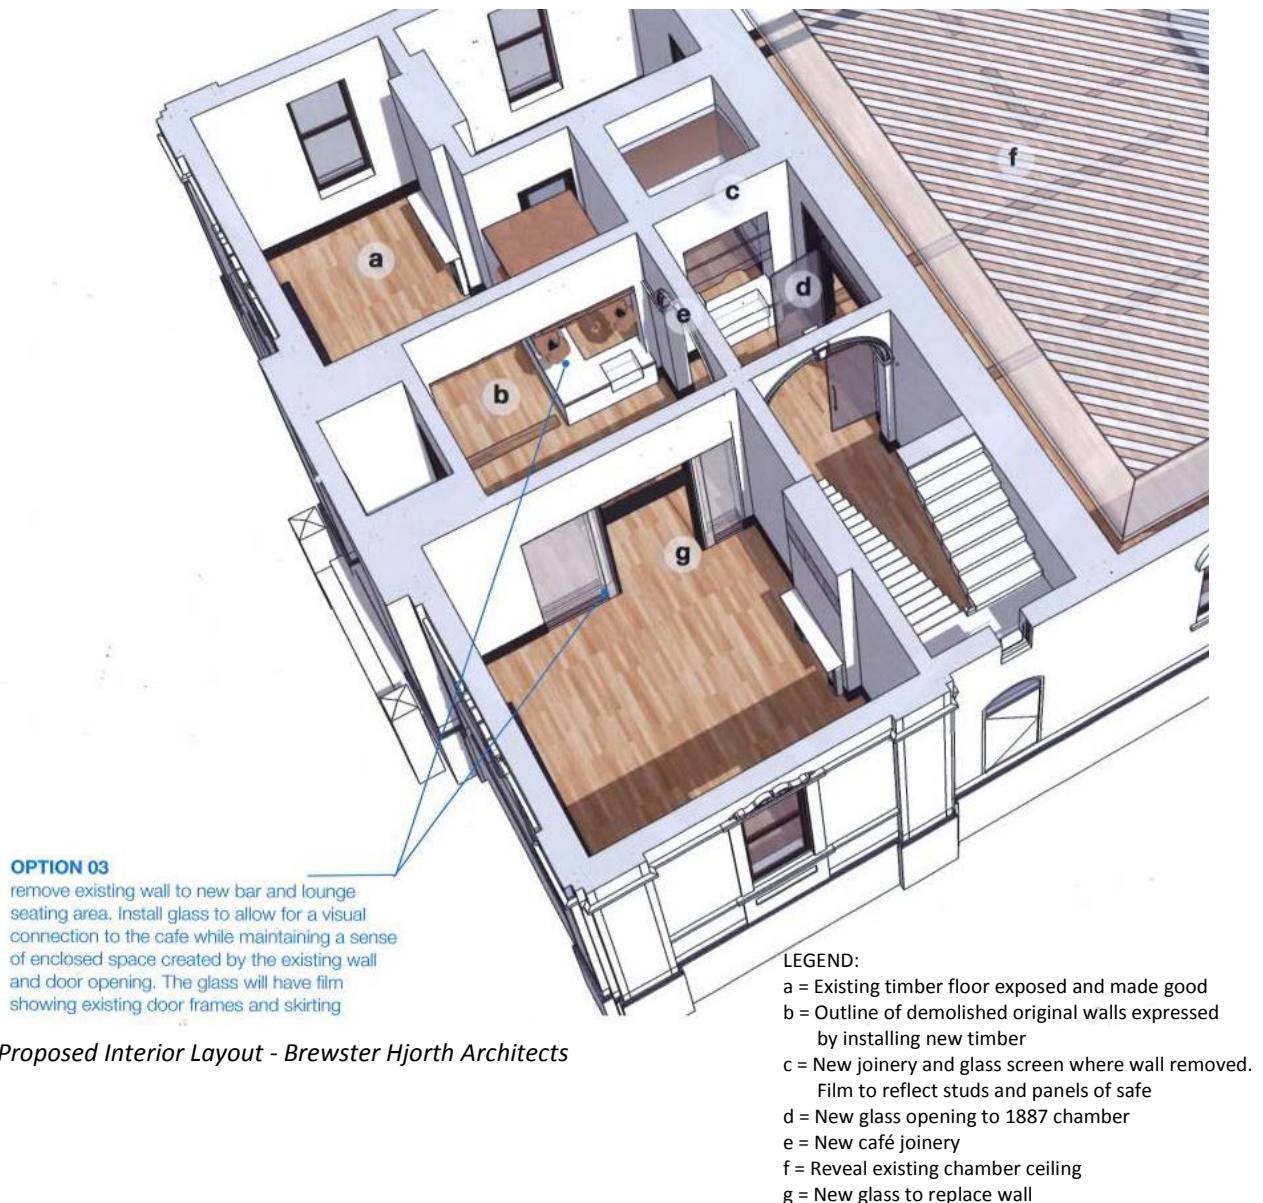 f
c
a
d
e
b
g
OPTION 03
remove existing wall to new bar and lounge
seating area. Install glass to allow for a visual
connection to the cafe while maintaining a sense
of enclosed space created by the existing wall
and door opening. The glass will have film
showing existing door frames and skirting
Proposed Interior Layout - Brewster Hjorth Architects
LEGEND:
a = Existing timber floor exposed and made good
b = Outline of demolished original walls expressed
by installing new timber
c = New joinery and glass screen where wall removed.
Film to reflect studs and panels of safe
d = New glass opening to 1887 chamber
e = New café joinery
f = Reveal existing chamber ceiling
g = New glass to replace wall